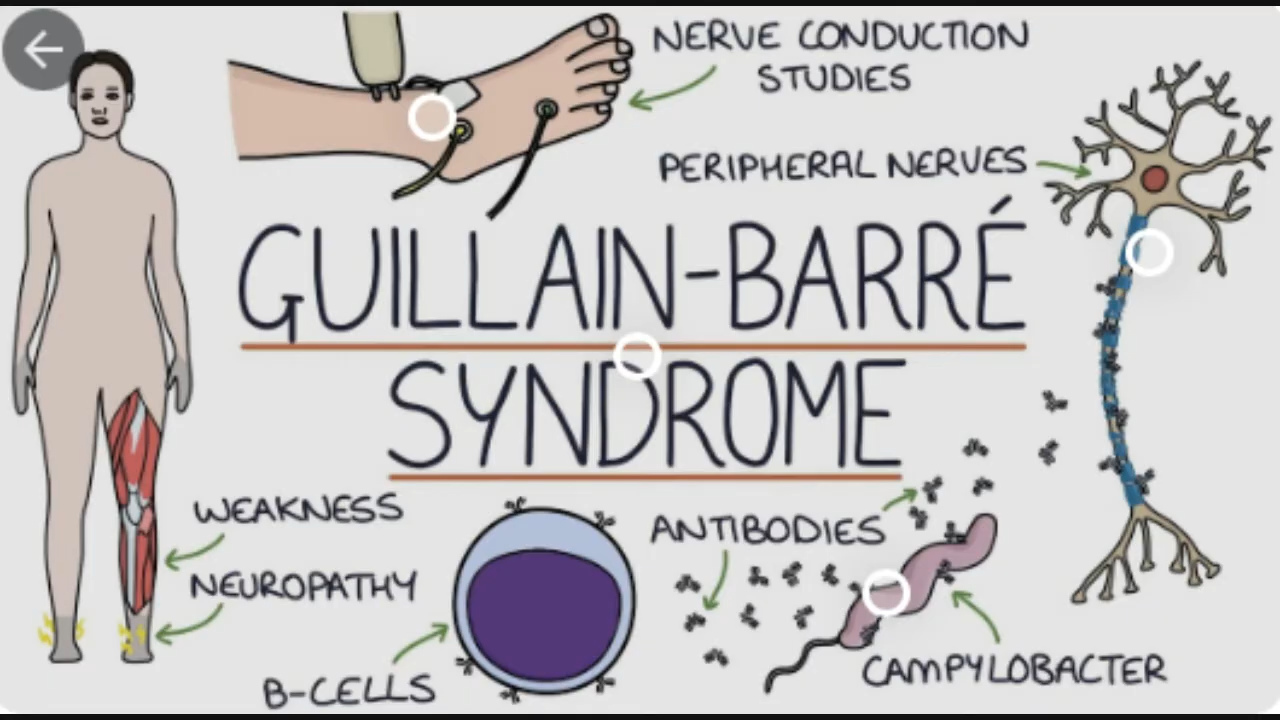 NERVE CONDUCTION
STUDIES
PERIPHERAL NERVES
GUILLAIN-BARRÉ
SYNDROME
WEAKNESS
NEUROPATHY
B-CELLS
ANTIBODIES
CAMPYLOBACTER